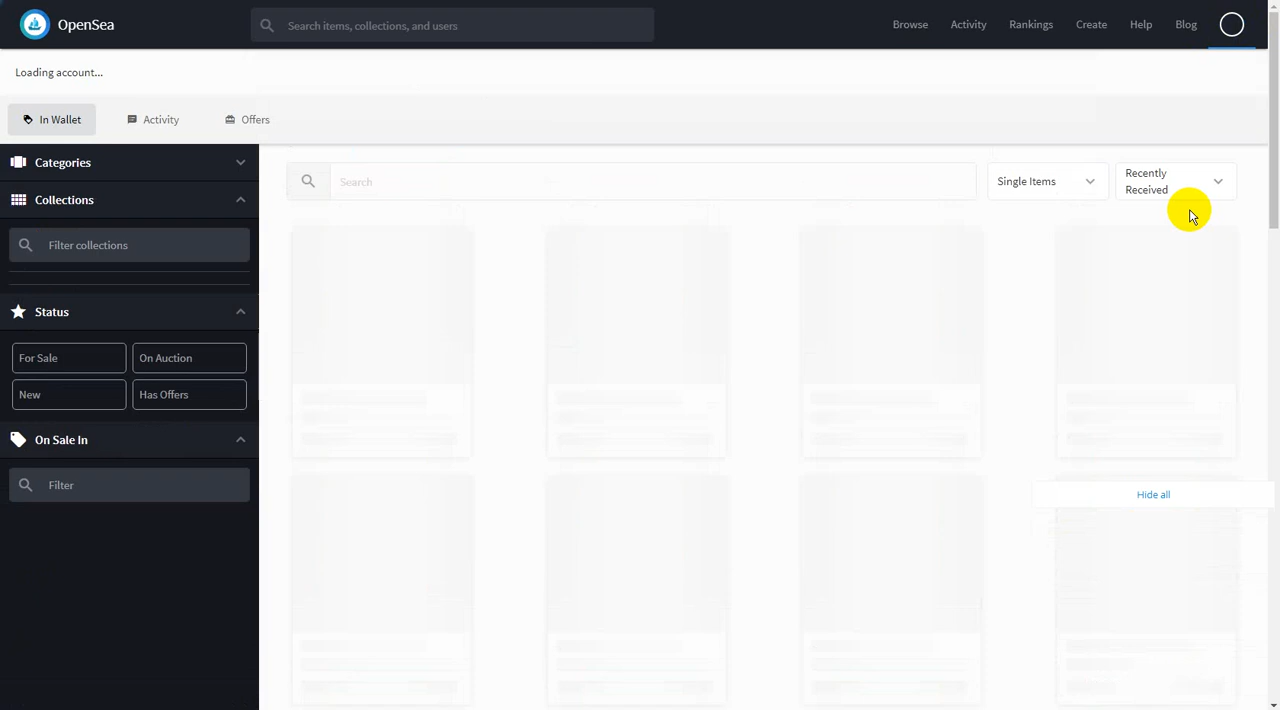 OpenSea
Search items, collections, and users
Browse
Activity
Rankings
Create
Help
Blog
Loading account...
In Wallet
Activity
Offers
Categories
Collections
Filter collections
Status
For Sale
On Auction
New
Has Offers
On Sale In
Filter
Search
Single Items
Recently
Received
Hide all